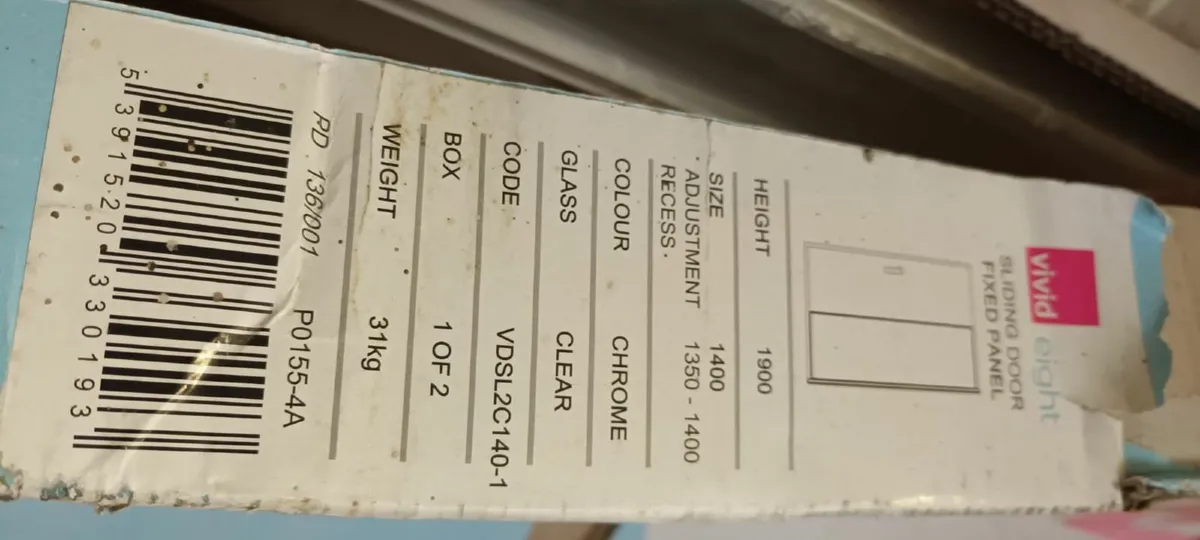 vivid eight
SLIDING DOOR
FIXED PANEL
HEIGHT 1900
SIZE 1400
ADJUSTMENT 1350 - 1400
RECESS.
COLOUR CHROME
GLASS CLEAR
CODE VDSL2C140-1
BOX 1 OF 2
WEIGHT 31kg
PD.136/001 P0155-4A
5 391520 330193